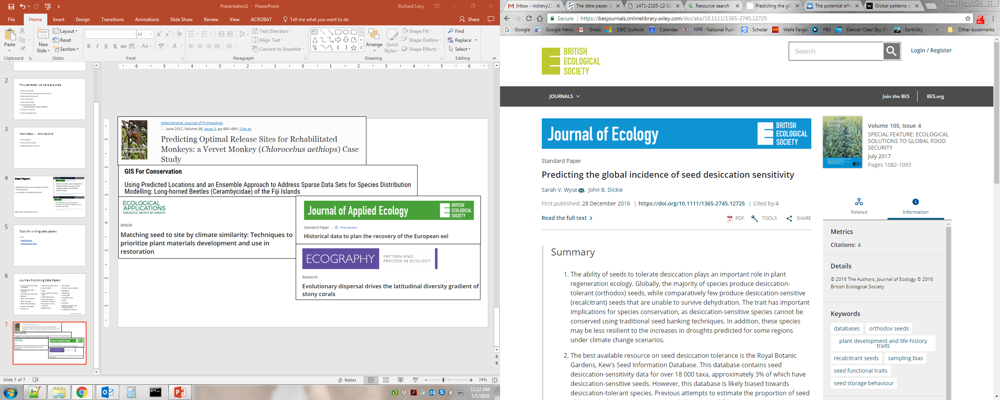 Presentation1 - PowerPoint
Richard Levy
File Home Insert Design Transitions Animations Slide Show Review View ACROBAT Tell me what you want to do Share
Paste
New Slide
Layout
Reset
Section
44
Text Direction
Align Text
Convert to SmartArt
Arrange
Quick Styles
Shape Fill
Shape Outline
Shape Effects
Find
Replace
Select
Clipboard Slides Font Paragraph Drawing Editing
2
This semester we have explored
Data Standards
Data/Content Management Systems
Relational Databases
Data Collection
Data Processing
Enriching Records
Georeferencing, Image Metadata
Dataset Curation
Data Management
3
Next steps..... and beyond
Data papers
Data use/research
Reproducible research
4
Data Papers
Published Document Describing a Dataset
Peer Reviewed
Essentially a metadata document
Why write and publish these?
5
Tools for writing data papers
IPT
6
Journals Publishing Data Papers
7
International Journal of Primatology
June 2017, Volume 38, Issue 3, pp 485–499 | Cite as
Predicting Optimal Release Sites for Rehabilitated
Monkeys: a Vervet Monkey (Chlorocebus aethiops) Case
Study
GIS For Conservation
Using Predicted Locations and an Ensemble Approach to Address Sparse Data Sets for Species Distribution
Modelling: Long-horned Beetles (Cerambycidae) of the Fiji Islands
ECOLOGICAL
APPLICATIONS
ECOLOGICAL SOCIETY OF AMERICA
Article
Matching seed to site by climate similarity: Techniques to
prioritize plant materials development and use in
restoration
Journal of Applied Ecology
BRITISH
ECOLOGICAL
SOCIETY
Standard Paper Free Access
Historical data to plan the recovery of the European eel
ECOGRAPHY
PATTERN AND
PROCESS IN ECOLOGY
Research
Evolutionary dispersal drives the latitudinal diversity gradient of
stony corals
Slide 7 of 7
Notes
74%
11:12 AM
5/1/2018
Inbox - ricklevy21
The data paper: a
1471-2105-12-S1
Resource search
Predicting the glo
The potential effe
Global patterns o
Rick
Secure
https://besjournals.onlinelibrary.wiley.com/doi/abs/10.1111/1365-2745.12725
99+
Google Google News Gmail DBG Outlook Calendar NPR : National Publi Scholar Wells Fargo PBS Denver Clear Sky Ch EarthSky » Other bookmarks
BRITISH
ECOLOGICAL
SOCIETY
Search
Login / Register
JOURNALS
Join the BES
BES.org
Journal of Ecology
BRITISH
ECOLOGICAL
SOCIETY
Standard Paper
Predicting the global incidence of seed desiccation sensitivity
Sarah V. Wyse, John B. Dickie
First published: 28 December 2016 | https://doi.org/10.1111/1365-2745.12725 | Cited by:4
Read the full text
PDF TOOLS SHARE
Summary
1. The ability of seeds to tolerate desiccation plays an important role in plant
regeneration ecology. Globally, the majority of species produce desiccation-
tolerant (orthodox) seeds, while comparatively few produce desiccation-sensitive
(recalcitrant) seeds that are unable to survive dehydration. The trait has important
implications for species conservation, as desiccation-sensitive species cannot be
conserved using traditional seed banking techniques. In addition, these species
may be less resilient to the increases in droughts predicted for some regions
under climate change scenarios.
2. The best available resource on seed desiccation tolerance is the Royal Botanic
Gardens, Kew's Seed Information Database. This database contains seed
desiccation-sensitivity data for over 18 000 taxa, approximately 3% of which have
desiccation-sensitive seeds. However, this database is likely biased towards
desiccation-tolerant species. Previous attempts to estimate the proportion of seed
Journal of Ecology
Volume 105, Issue 4
SPECIAL FEATURE: ECOLOGICAL
SOLUTIONS TO GLOBAL FOOD
SECURITY
July 2017
Pages 1082-1093
Related
Information
Metrics
Citations: 4
Details
© 2016 The Authors. Journal of Ecology © 2016
British Ecological Society
Keywords
databases
orthodox seeds
plant development and life-history
traits
recalcitrant seeds
sampling bias
seed functional traits
seed storage behaviour